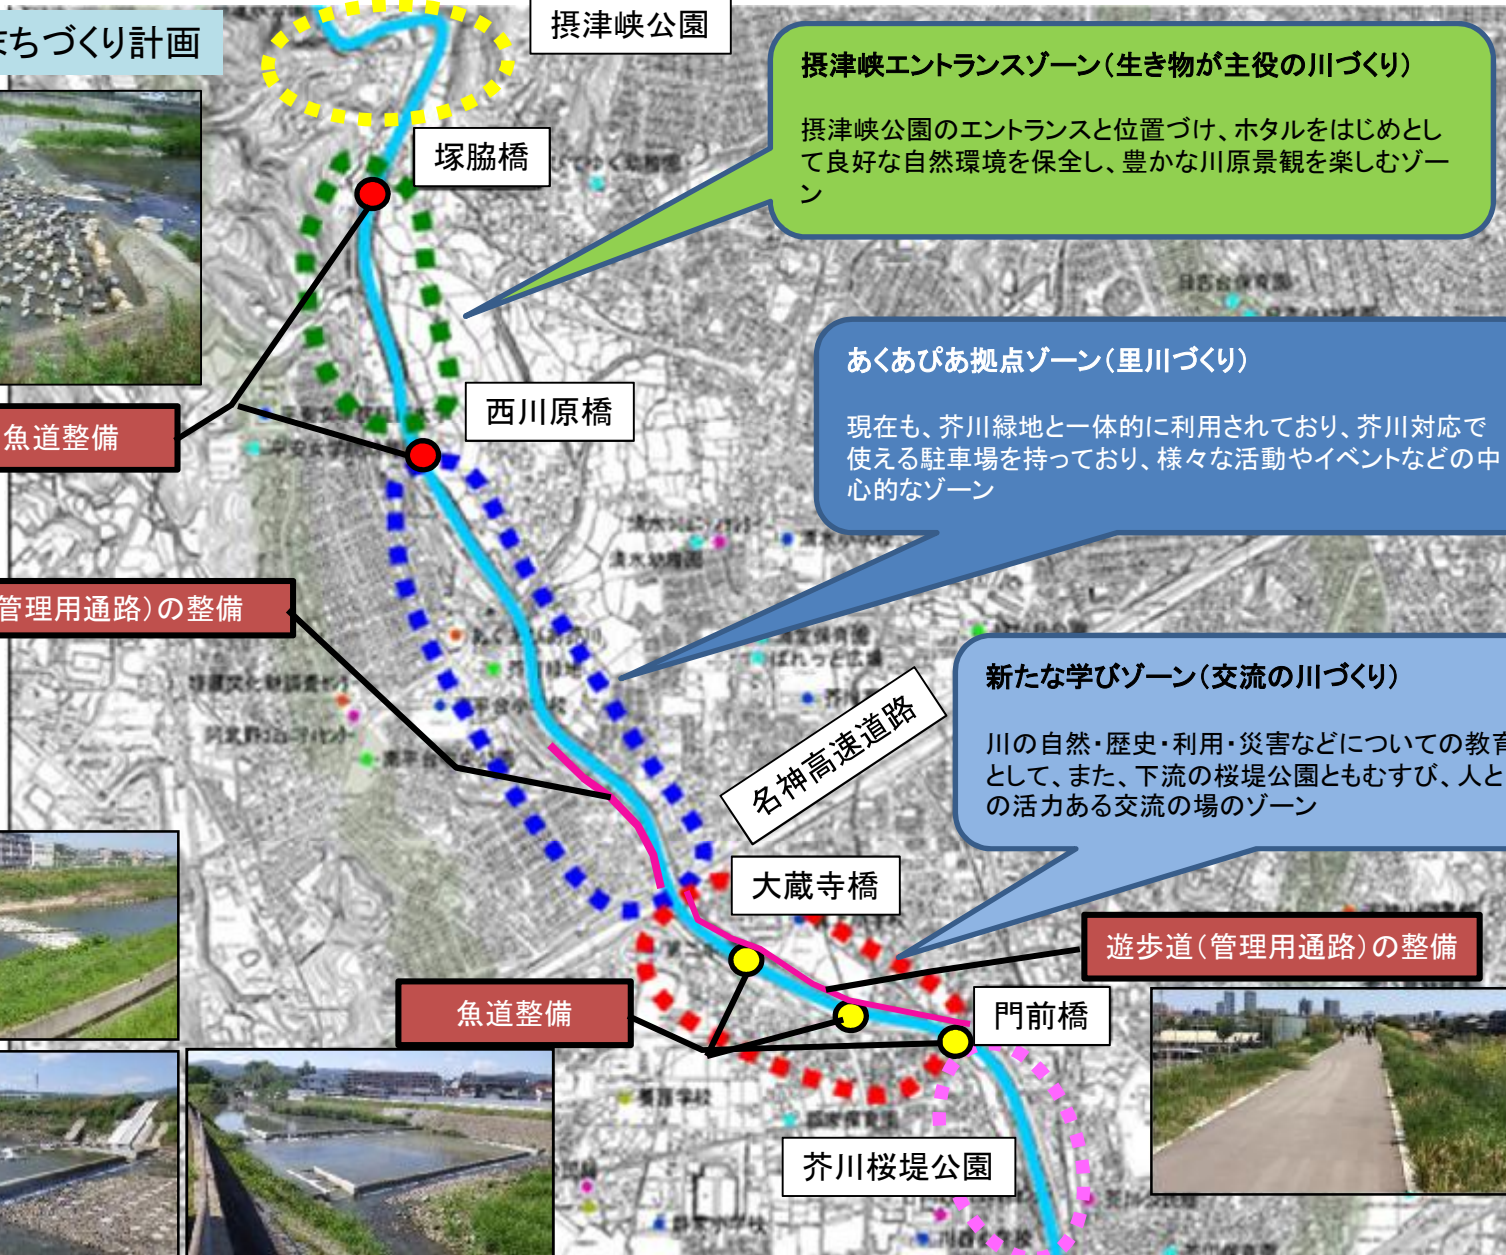 まちづくり計画
摂津峡公園
摂津峡エントランスゾーン（生き物が主役の川づくり）
摂津峡公園のエントランスと位置づけ、ホタルをはじめとし
て良好な自然環境を保全し、豊かな川原景観を楽しむゾー
ン
塚脇橋
西川原橋
魚道整備
あくあぴあ拠点ゾーン（里川づくり）
現在も、芥川緑地と一体的に利用されており、芥川対応で
使える駐車場を持っており、様々な活動やイベントなどの中
心的なゾーン
管理用通路）の整備
新たな学びゾーン（交流の川づくり）
川の自然・歴史・利用・災害などについての教育
として、また、下流の桜堤公園ともむすび、人と
の活力ある交流の場のゾーン
名神高速道路
大蔵寺橋
遊歩道（管理用通路）の整備
魚道整備
門前橋
芥川桜堤公園